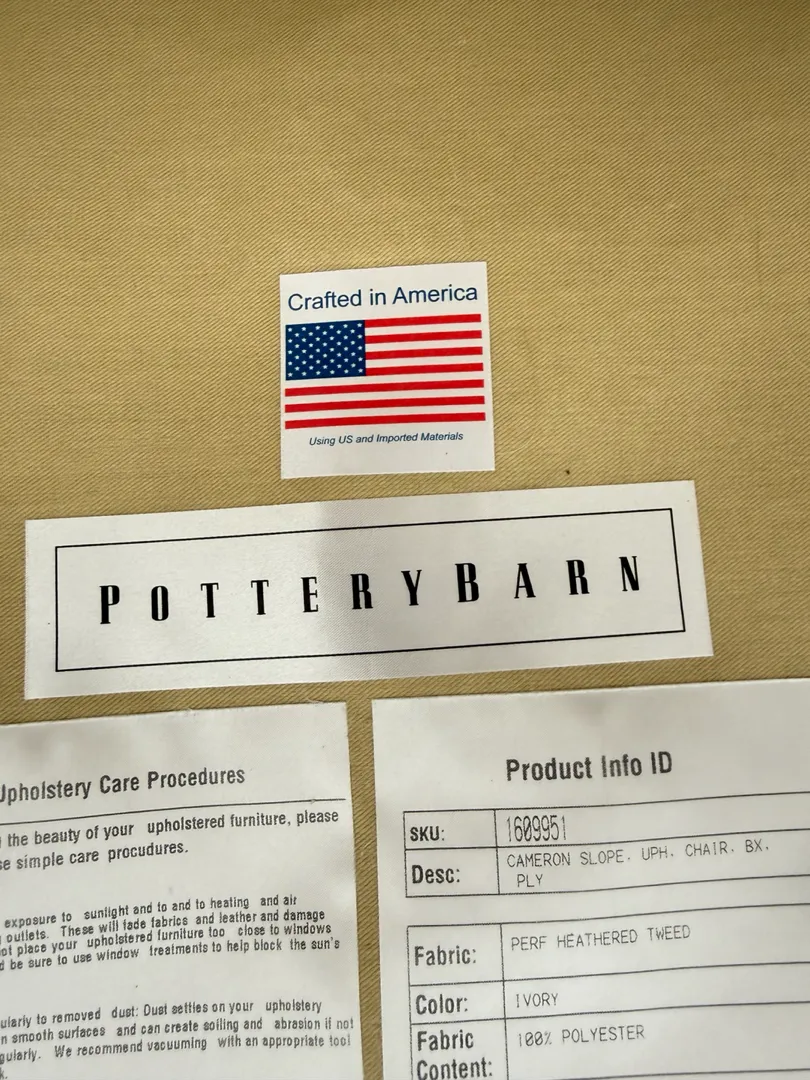 Crafted in America
Using US and Imported Materials
POTTERYBARN
Upholstery Care Procedures
the beauty of your upholstered furniture, please
simple care procudures.
exposure to sunlight and to and to heating and air
outlets. These will fade fabrics and leather and damage
not place your upholstered furniture too close to windows
be sure to use window treatments to help block the sun's
to removed dust: Dust settles on your upholstery
smooth surfaces and can create soiling and abrasion if not
We recommend vacuuming with an appropriate tool
Product Info ID
SKU: 1609951
Desc: CAMERON SLOPE. UPH. CHAIR. BX.
PLY
Fabric: PERF HEATHERED TWEED
Color: IVORY
Fabric Content: 100% POLYESTER